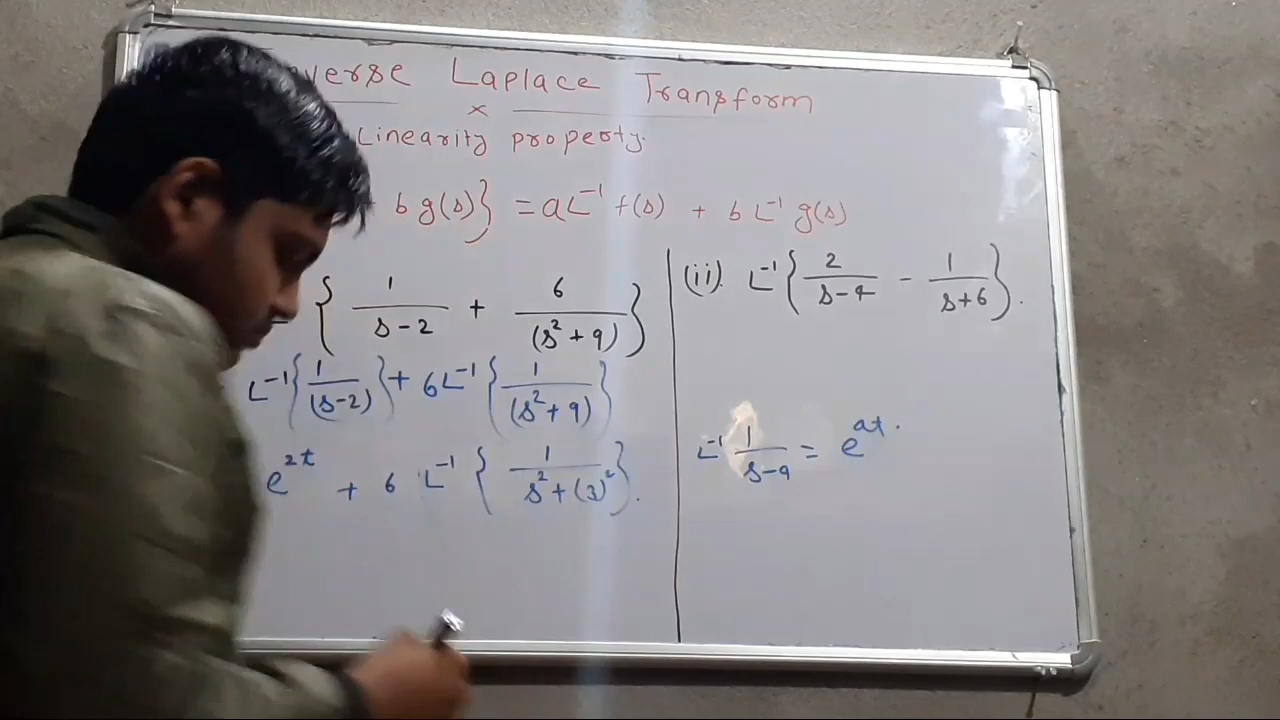 verse Laplace Transform
×
Linearity property.
b g(s)} = aL⁻¹ f(s) + b L⁻¹ g(s)
{ 1/(s-2) + 6/(s²+9) }
L⁻¹{ 1/(s-2) } + 6L⁻¹ { 1/(s²+9) }
e^2t + 6 L⁻¹ { 1/(s²+(3)²) }.
(ii). L⁻¹{ 2/(s-4) - 1/(s+6) }.
L⁻¹ 1/(s-a) = e^at.